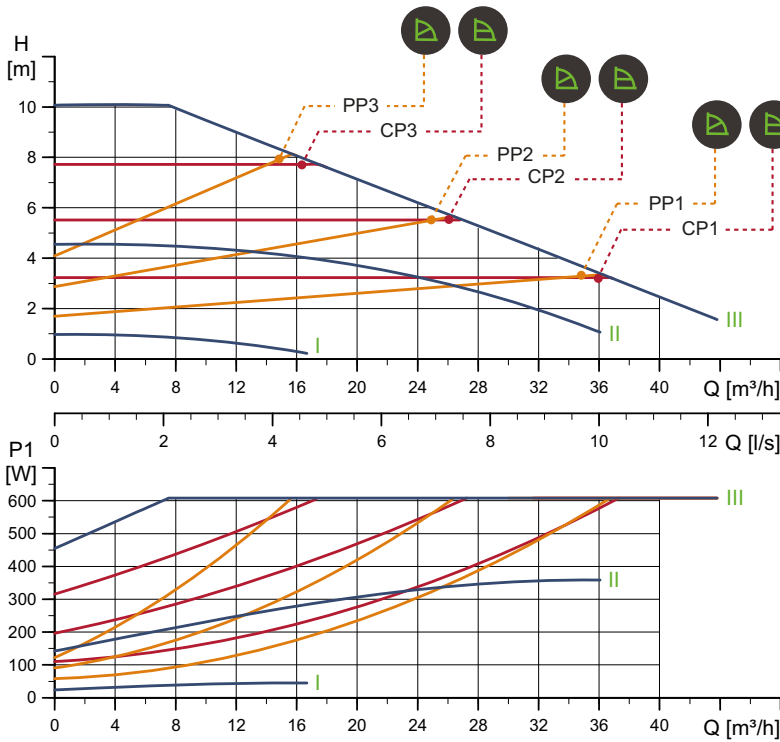 H
[m]
10
8
6
4
2
0
PP3
CP3
PP2
CP2
PP1
CP1
III
II
I
0 4 8 12 16 20 24 28 32 36 40 Q [m³/h]
0 2 4 6 8 10 12 Q [l/s]
P1
[W]
600
500
400
300
200
100
0
III
II
I
0 4 8 12 16 20 24 28 32 36 40 Q [m³/h]